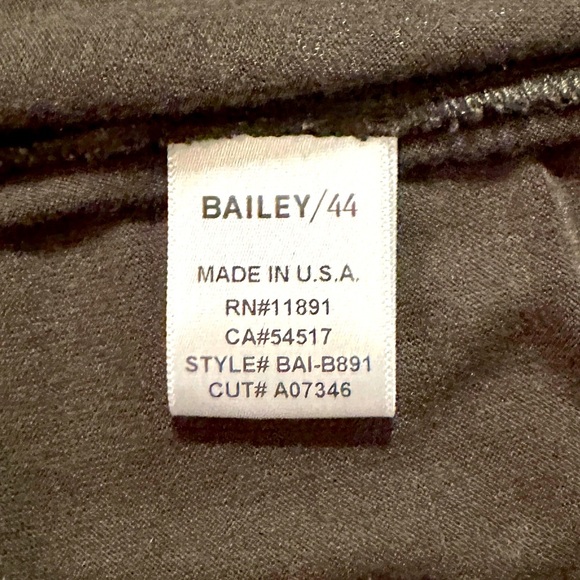 BAILEY/44
MADE IN U.S.A.
RN#11891
CA#54517
STYLE# BAI-B891
CUT# A07346